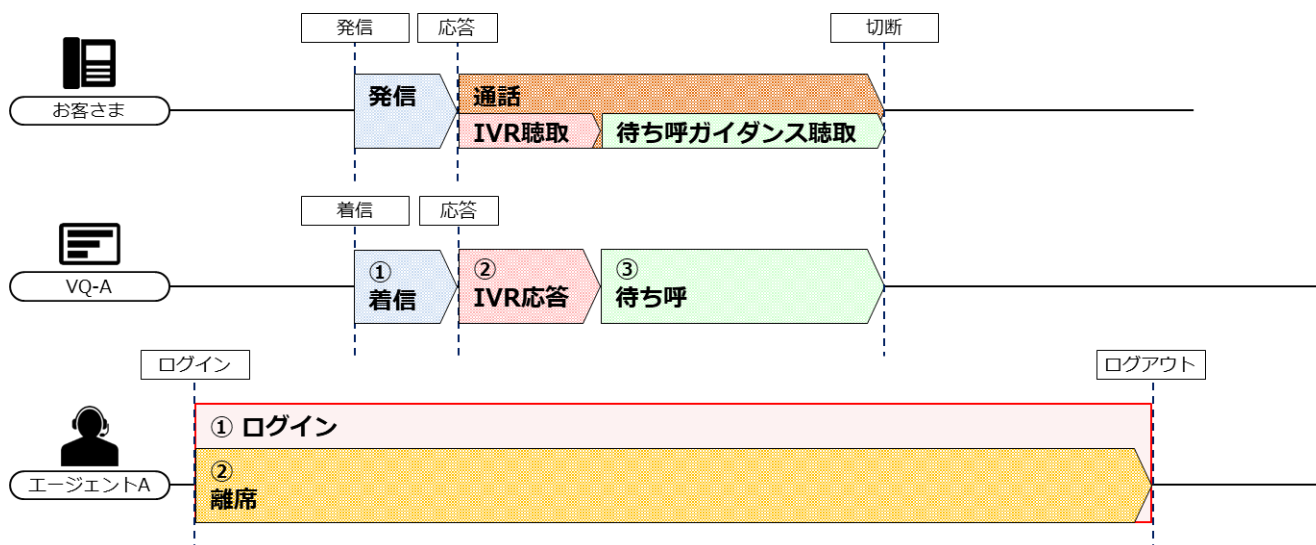 発信
応答
切断
お客さま
発信
通話
IVR聴取
待ち呼ガイダンス聴取
着信
応答
VQ-A
①
着信
②
IVR応答
③
待ち呼
ログイン
ログアウト
エージェントA
① ログイン
②
離席